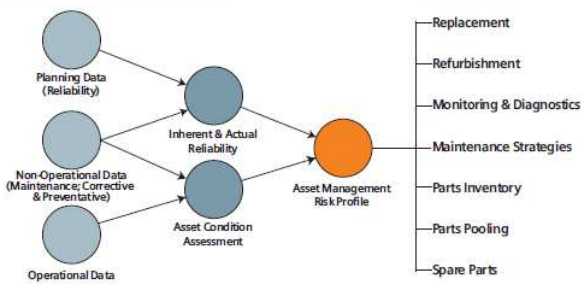 Planning Data
(Reliability)
Non-Operational Data
(Maintenance; Corrective
& Preventative)
Operational Data
Inherent & Actual
Reliability
Asset Condition
Assessment
Asset Management
Risk Profile
Replacement
Refurbishment
Monitoring & Diagnostics
Maintenance Strategies
Parts Inventory
Parts Pooling
Spare Parts